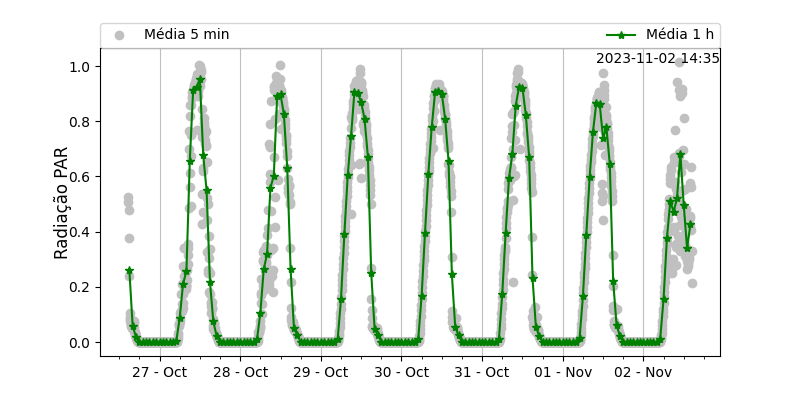 Média 5 min
Média 1 h
2023-11-02 14:35
Radiação PAR
1.0
0.8
0.6
0.4
0.2
0.0
27 - Oct
28 - Oct
29 - Oct
30 - Oct
31 - Oct
01 - Nov
02 - Nov